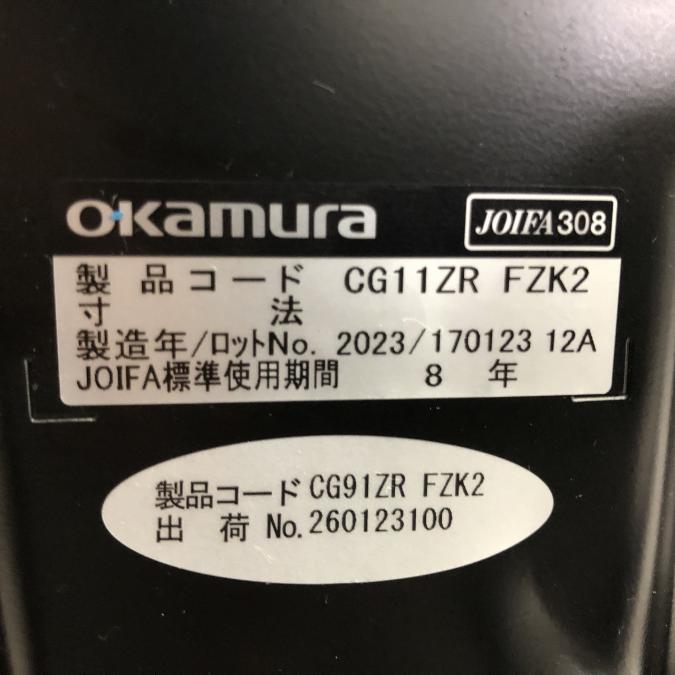 okamura
JOIFA308
製品コード CG11ZR FZK2
寸法
製造年/ロットNo. 2023/170123 12A
JOIFA標準使用期間 8 年
製品コード CG91ZR FZK2
出荷 No. 260123100